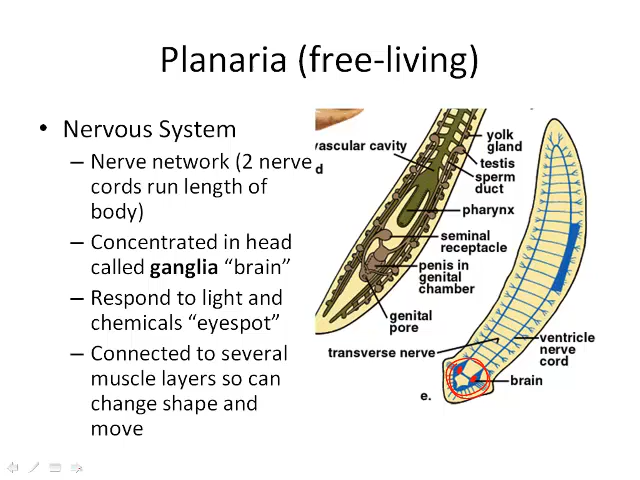 Planaria (free-living)
• Nervous System
– Nerve network (2 nerve
cords run length of
body)
– Concentrated in head
called ganglia “brain”
– Respond to light and
chemicals “eyespot”
– Connected to several
muscle layers so can
change shape and
move
vascular cavity
d
yolk
gland
testis
sperm
duct
pharynx
seminal
receptacle
penis in
genital
chamber
genital
pore
transverse nerve
ventricle
nerve
cord
brain
e.